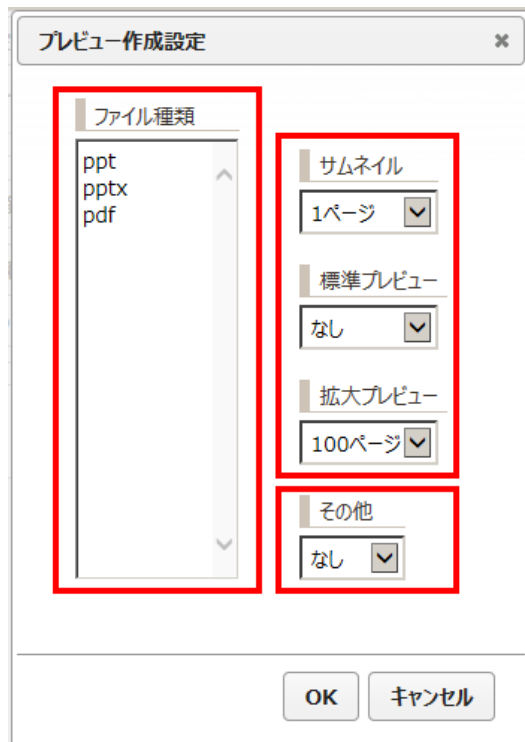 プレビュー作成設定
ファイル種類
ppt
pptx
pdf
サムネイル
1ページ
標準プレビュー
なし
拡大プレビュー
100ページ
その他
なし
OK
キャンセル